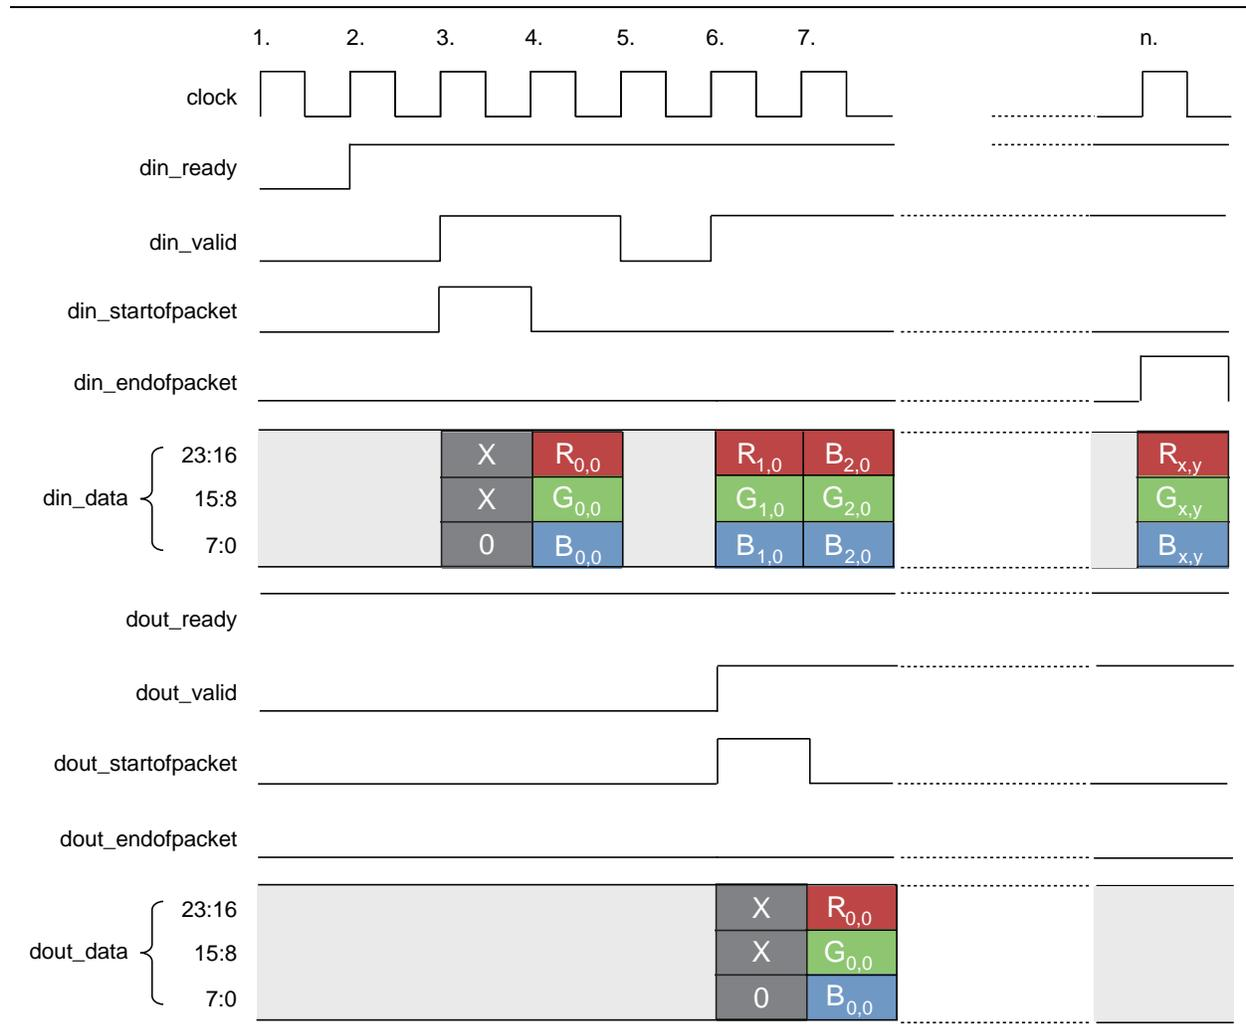 1. 2. 3. 4. 5. 6. 7. n.
clock
din_ready
din_valid
din_startofpacket
din_endofpacket
23:16 X R0,0 R1,0 B2,0 Rx,y
din_data 15:8 X G0,0 G1,0 G2,0 Gx,y
7:0 0 B0,0 B1,0 B2,0 Bx,y
dout_ready
dout_valid
dout_startofpacket
dout_endofpacket
23:16 X R0,0
dout_data 15:8 X G0,0
7:0 0 B0,0